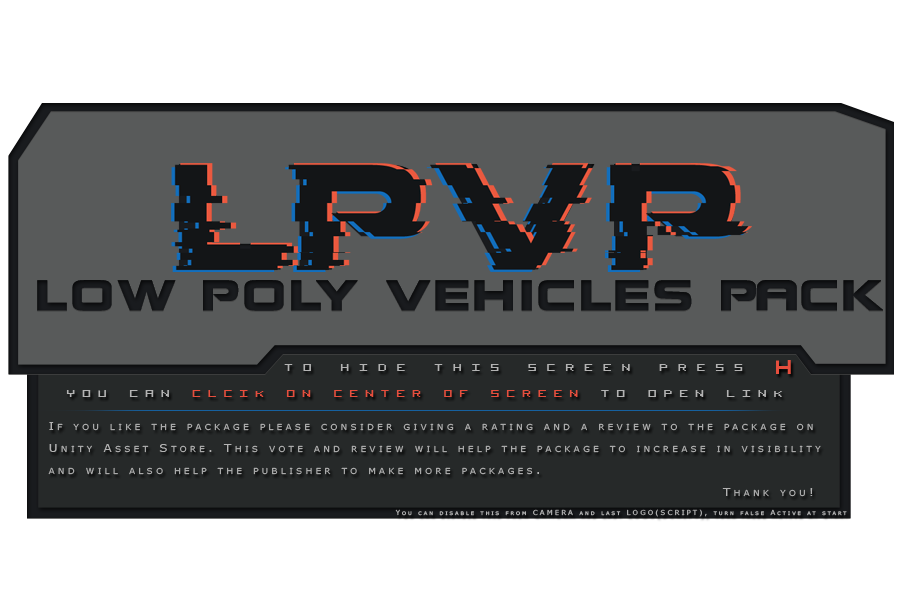 LPVP
LOW POLY VEHICLES PACK
TO HIDE THIS SCREEN PRESS H
YOU CAN CLCIK ON CENTER OF SCREEN TO OPEN LINK
If you like the package please consider giving a rating and a review to the package on
Unity Asset Store. This vote and review will help the package to increase in visibility
and will also help the publisher to make more packages.
Thank you!
You can disable this from CAMERA and last LOGO(SCRIPT), turn false Active at start